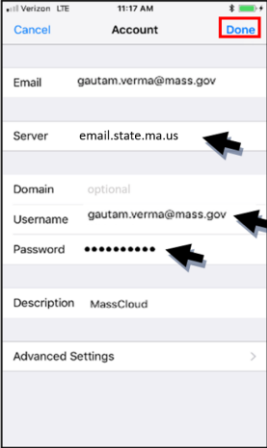 Verizon LTE 11:17 AM
Cancel Account Done
Email gautam.verma@mass.gov
Server email.state.ma.us
Domain optional
Username gautam.verma@mass.gov
Password ••••••••••
Description MassCloud
Advanced Settings